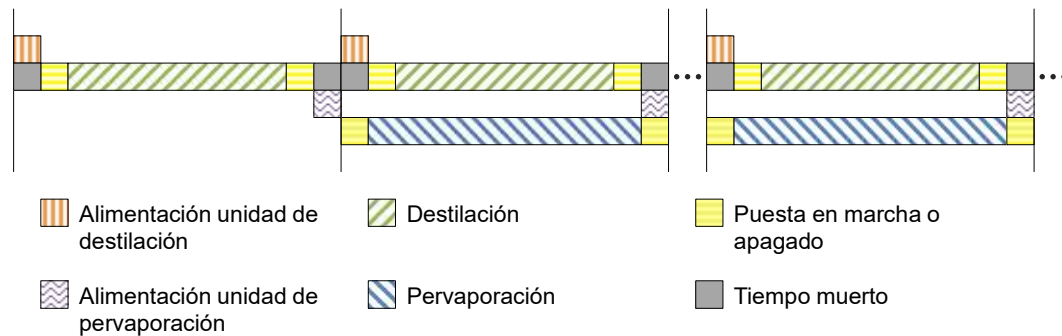 Alimentación unidad de
destilación
Destilación
Puesta en marcha o
apagado
Alimentación unidad de
pervaporación
Pervaporación
Tiempo muerto